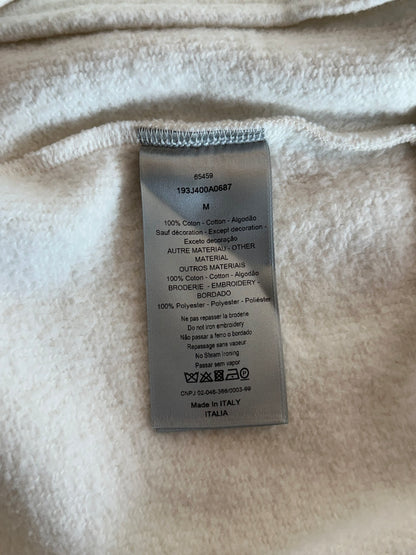 65459
193J400A0687
M
100% Coton - Cotton - Algodão
Sauf décoration - Except decoration -
Exceto decoração
AUTRE MATERIAU - OTHER
MATERIAL
OUTROS MATERIAIS
100% Coton - Cotton - Algodão
BRODERIE - EMBROIDERY -
BORDADO
100% Polyester - Polyester - Poliéster
Ne pas repasser la broderie
Do not iron embroidery
Não passar a ferro o bordado
Repassage sans vapeur
No Steam Ironing
Passar sem vapor
P
CNPJ 02-046-388/0003-99
Made in ITALY
ITALIA